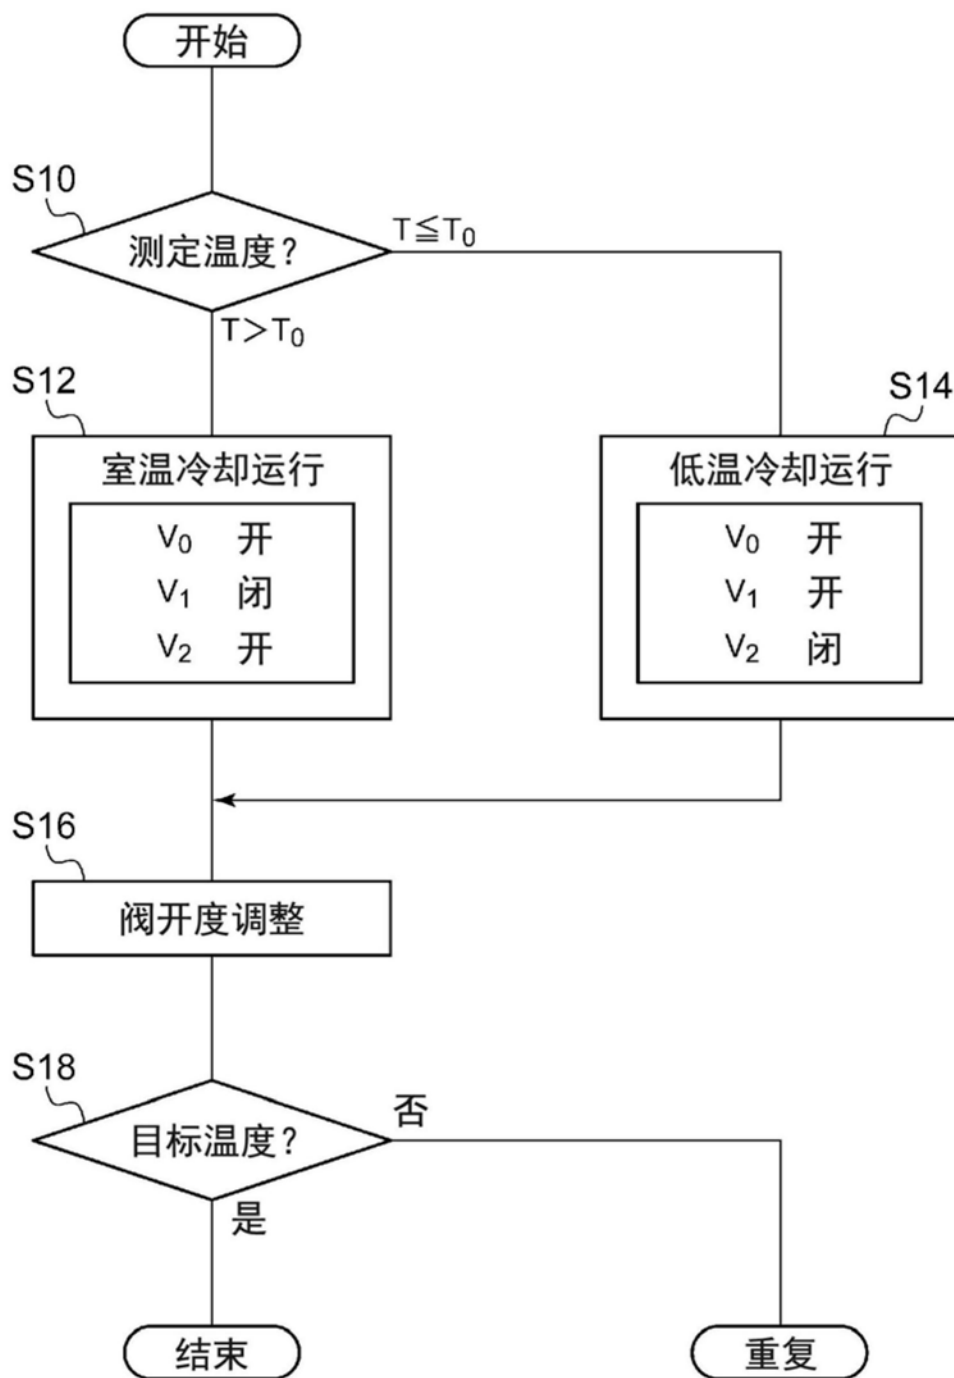 开始
S10
测定温度?
T≦T₀
T>T₀
S12
室温冷却运行
V₀ 开
V₁ 闭
V₂ 开
S14
低温冷却运行
V₀ 开
V₁ 开
V₂ 闭
S16
阀开度调整
S18
目标温度?
否
是
结束
重复